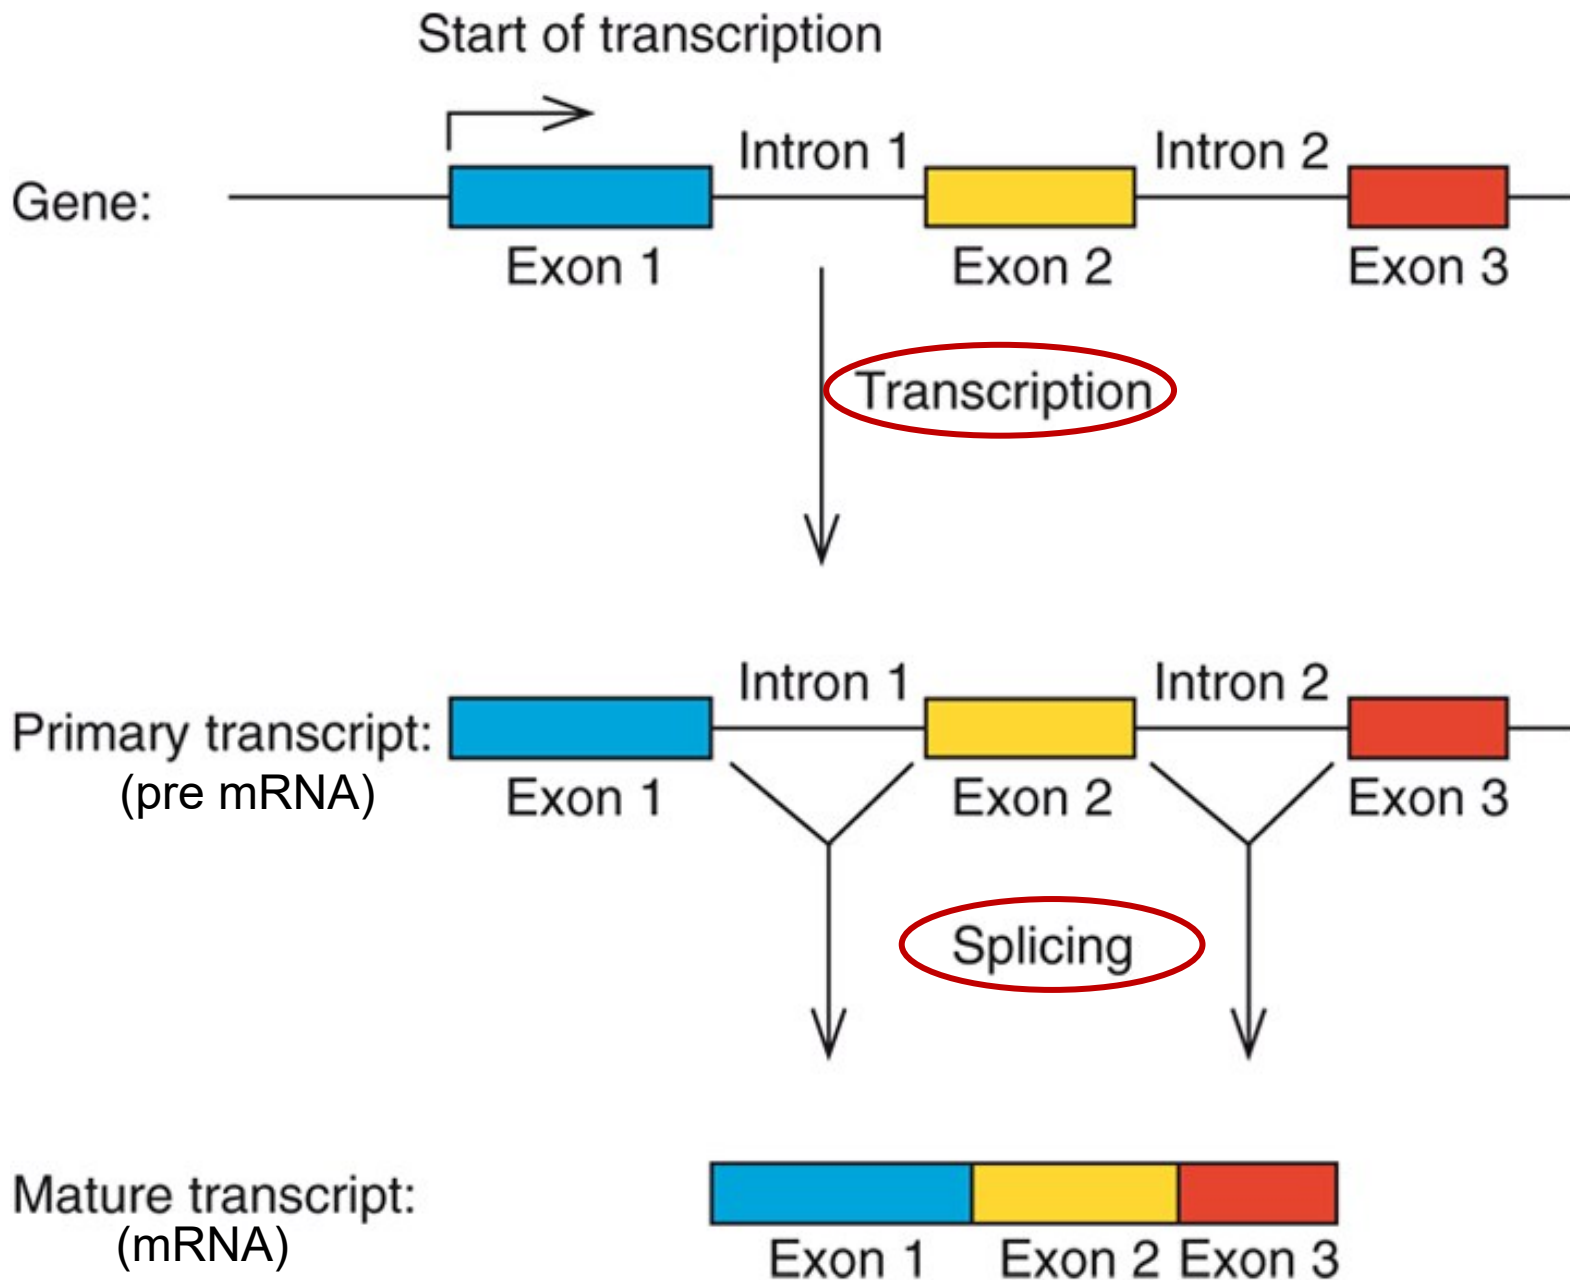 Start of transcription
Intron 1 Intron 2
Gene:
Exon 1 Exon 2 Exon 3
Transcription
Intron 1 Intron 2
Primary transcript:
(pre mRNA)
Exon 1 Exon 2 Exon 3
Splicing
Mature transcript:
(mRNA)
Exon 1 Exon 2 Exon 3